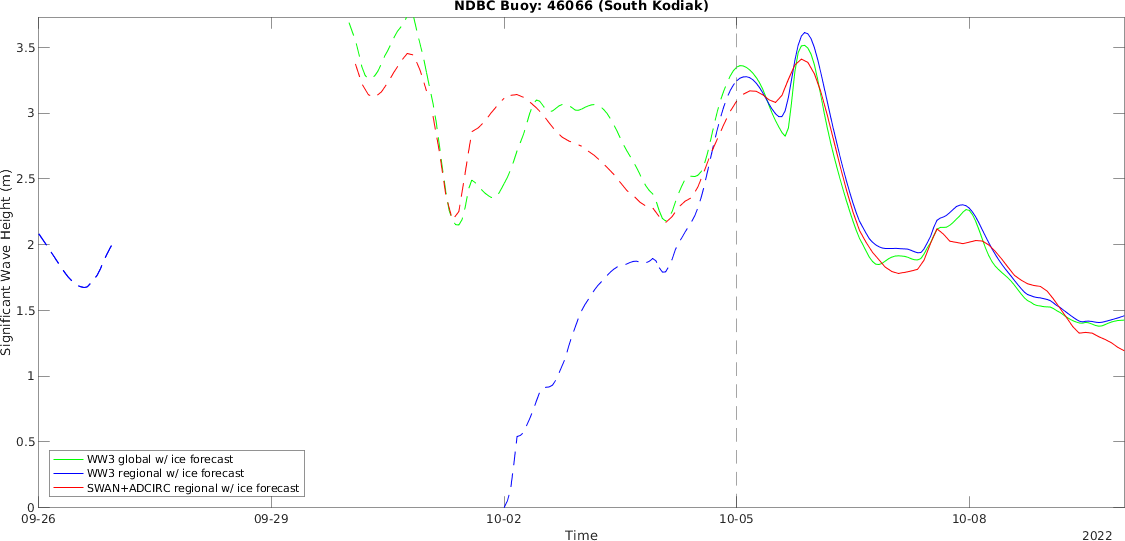 NDBC Buoy: 46066 (South Kodiak)
3.5
3
2.5
2
1.5
1
0.5
0
Significant Wave Height (m)
WW3 global w/ ice forecast
WW3 regional w/ ice forecast
SWAN+ADCIRC regional w/ ice forecast
09-26
09-29
10-02
10-05
10-08
Time
2022